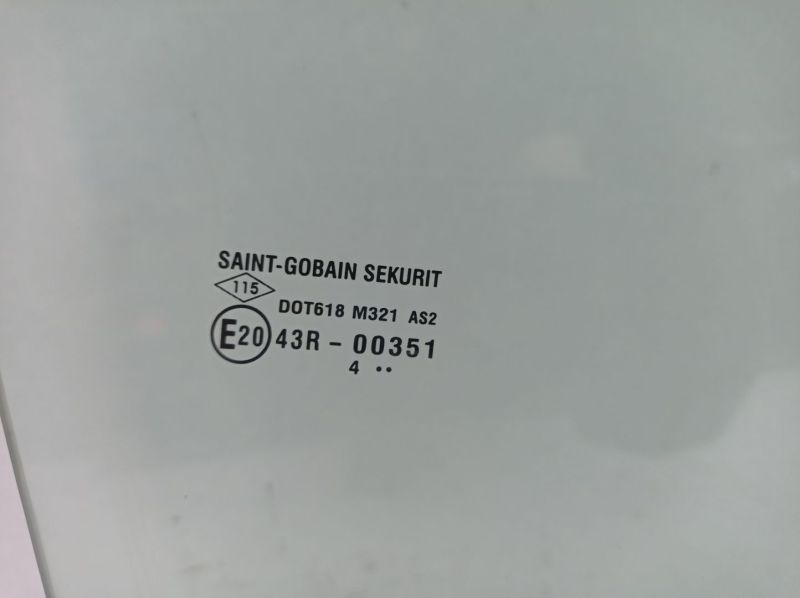 SAINT-GOBAIN SEKURIT
115
DOT618 M321 AS2
E20 43R - 00351
4 ..